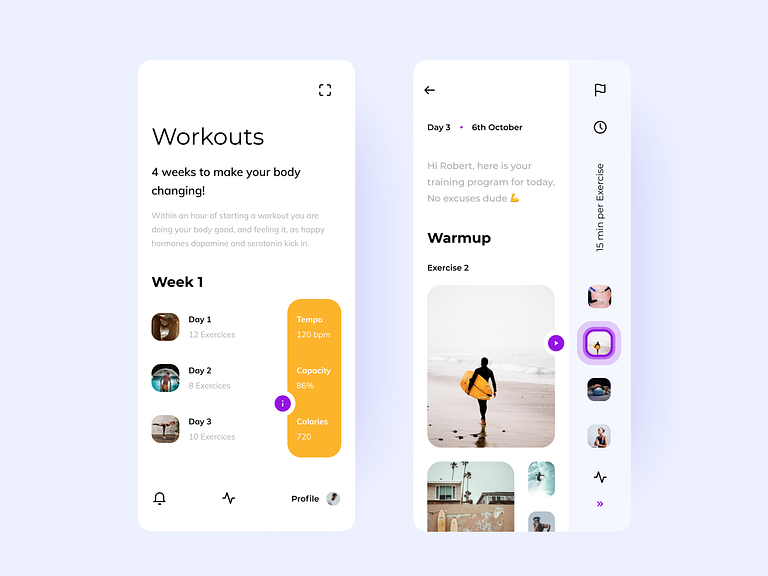 Workouts
4 weeks to make your body
changing!
Within an hour of starting a workout you are
doing your body good, and feeling it, as happy
hormones dopamine and serotonin kick in.
Week 1
Day 1
12 Exercices
Tempo
120 bpm
Day 2
8 Exercices
Capacity
86%
Day 3
10 Exercices
Calories
720
Profile
Day 3 • 6th October
Hi Robert, here is your
training program for today.
No excuses dude 💪
Warmup
Exercise 2
15 min per Exercise